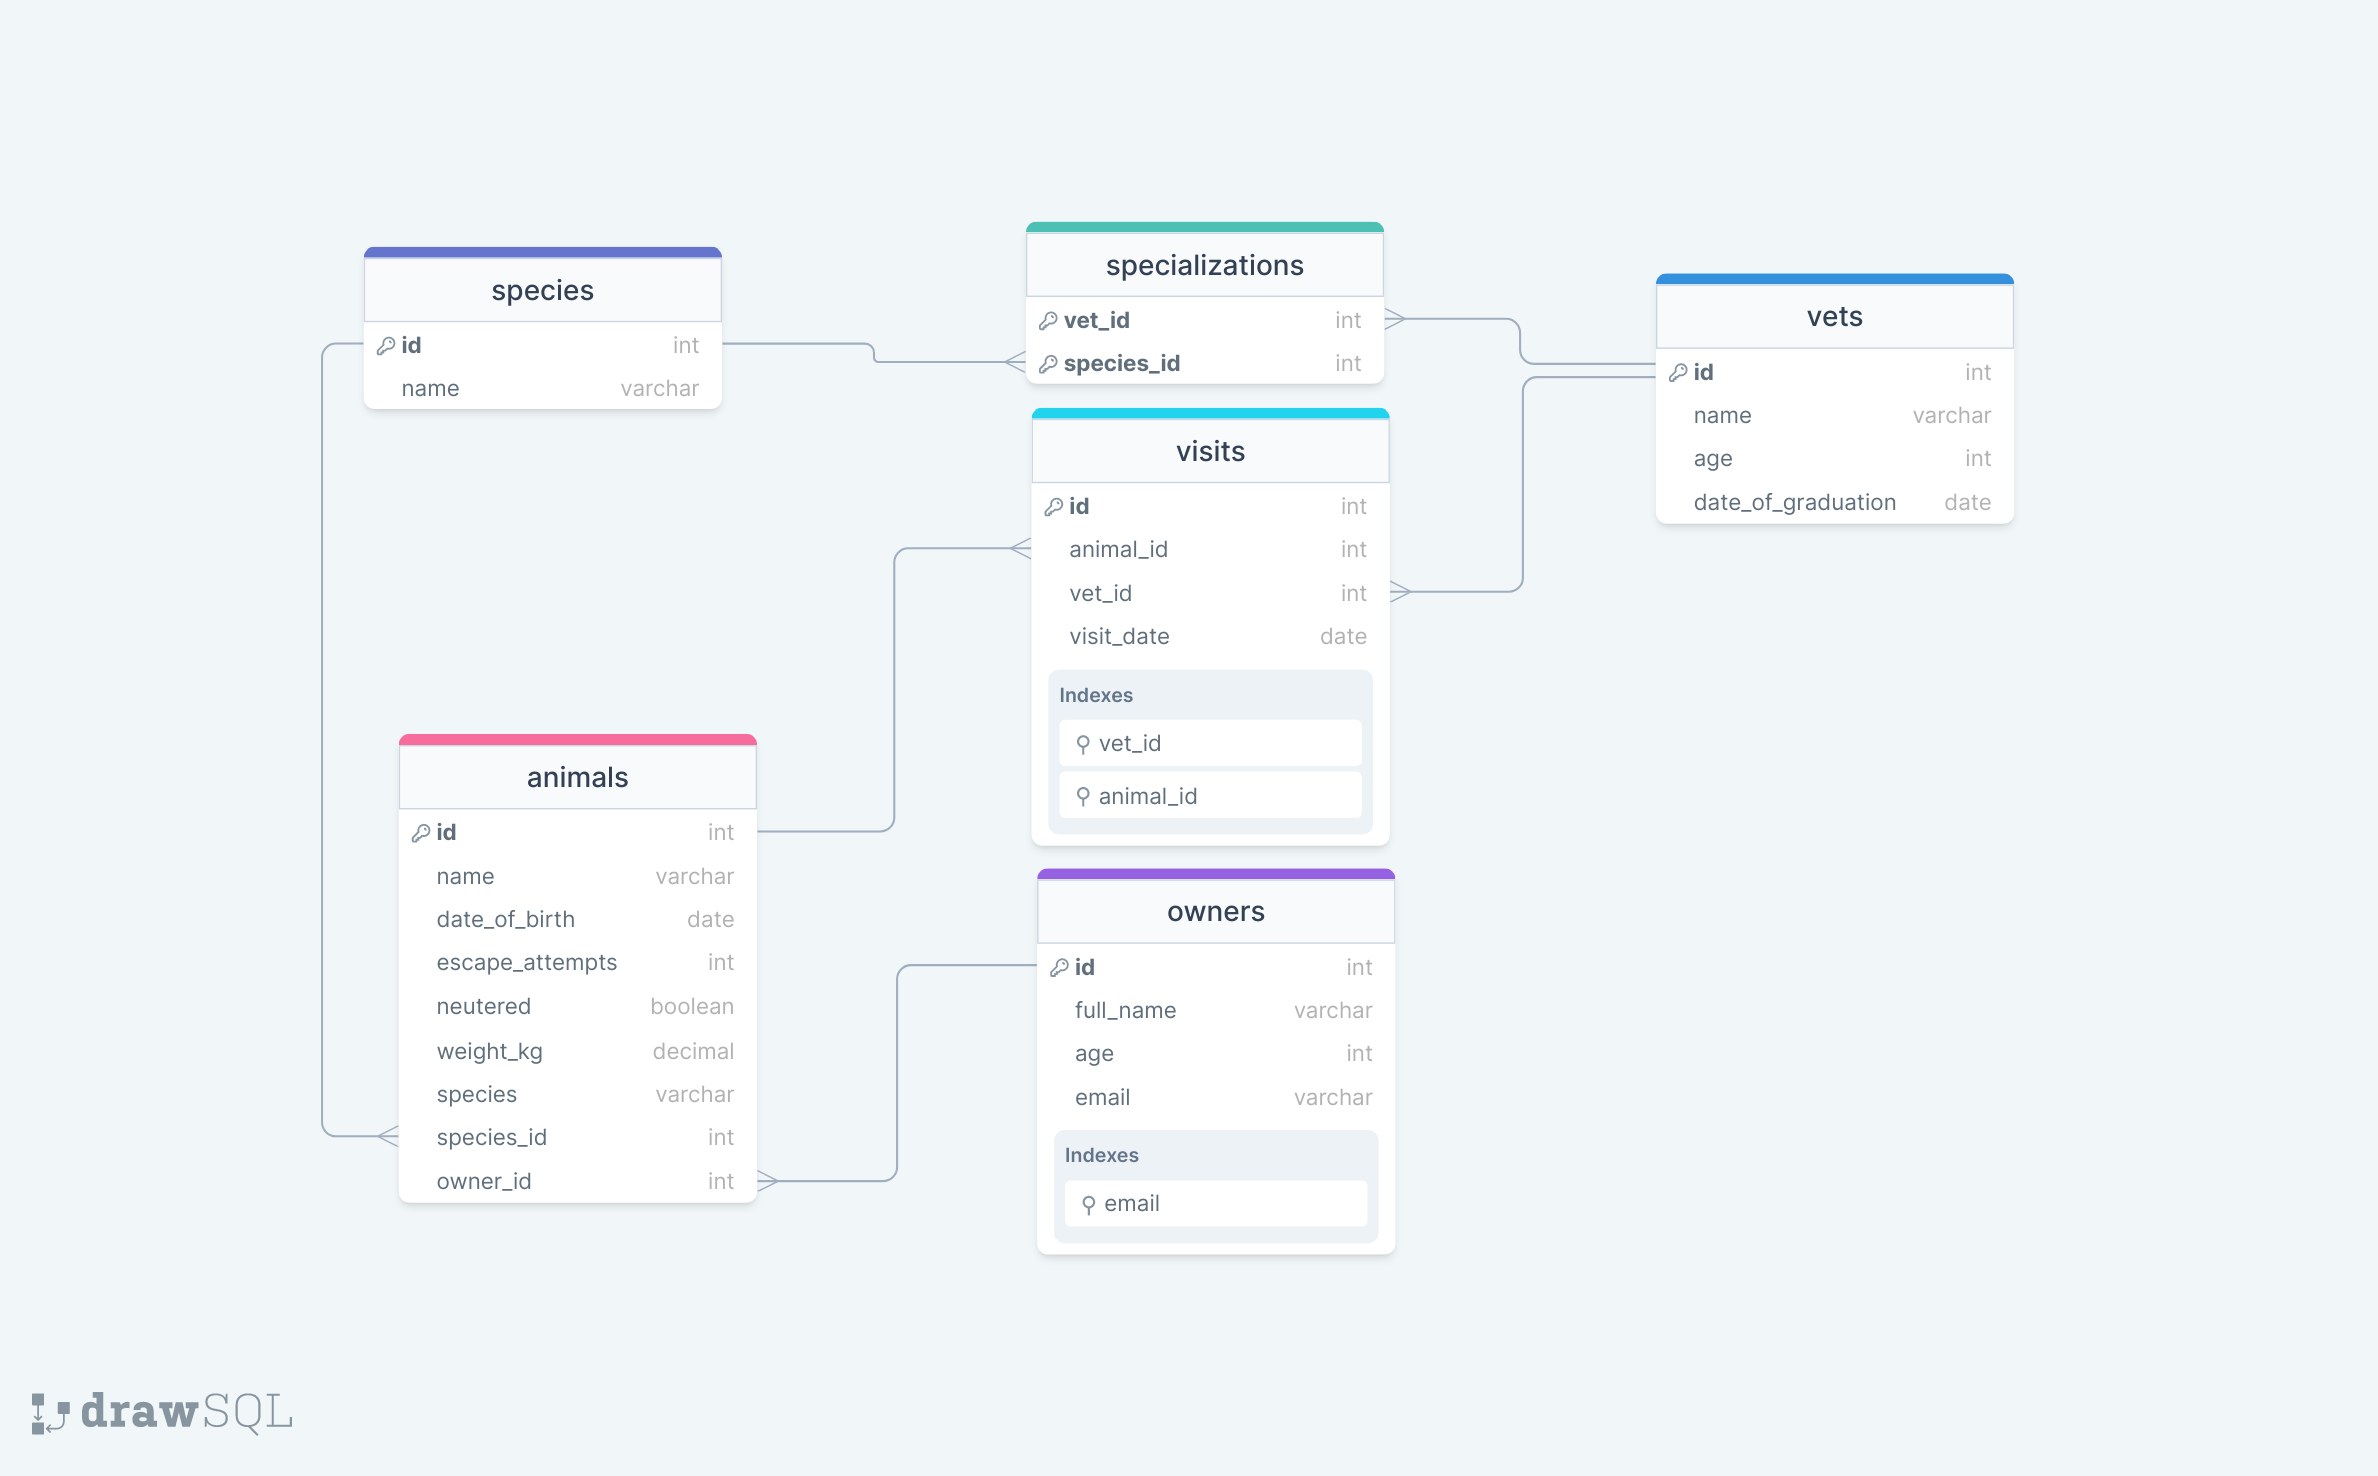 species
id int
name varchar
specializations
vet_id int
species_id int
vets
id int
name varchar
age int
date_of_graduation date
visits
id int
animal_id int
vet_id int
visit_date date
Indexes
vet_id
animal_id
animals
id int
name varchar
date_of_birth date
escape_attempts int
neutered boolean
weight_kg decimal
species varchar
species_id int
owner_id int
owners
id int
full_name varchar
age int
email varchar
Indexes
email
drawSQL